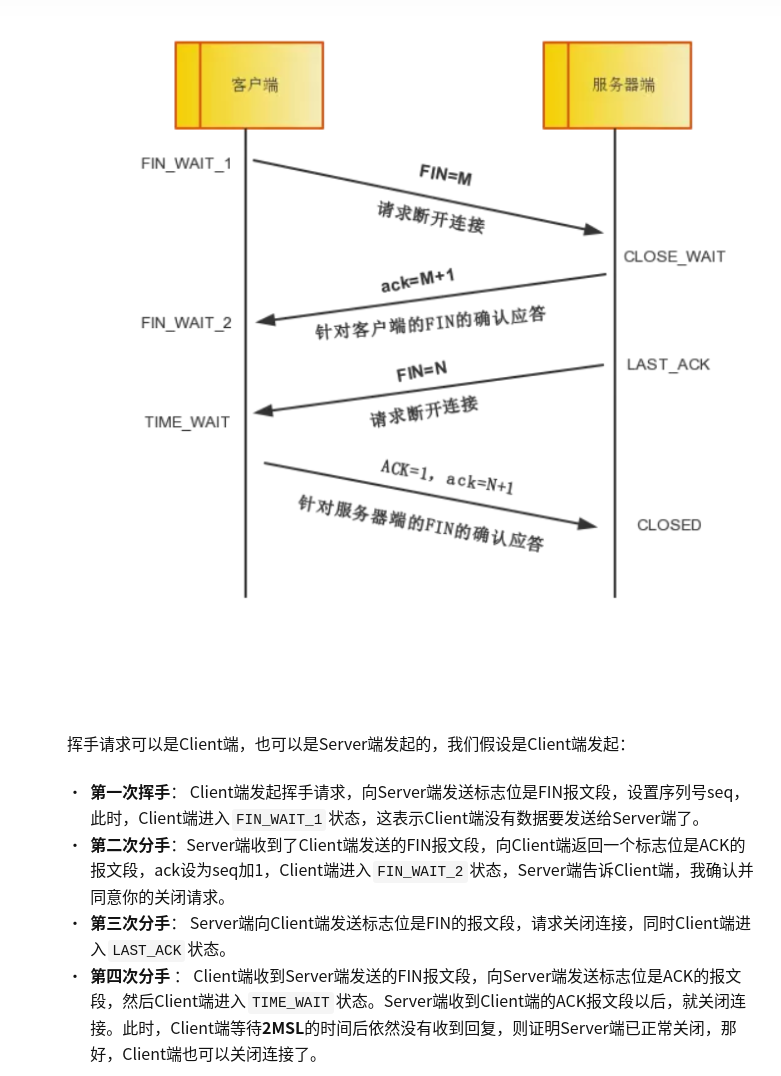 客户端
服务器端
FIN_WAIT_1
FIN=M
请求断开连接
CLOSE_WAIT
ack=M+1
FIN_WAIT_2
针对客户端的FIN的确认应答
LAST_ACK
FIN=N
TIME_WAIT
请求断开连接
ACK=1, ack=N+1
针对服务器端的FIN的确认应答
CLOSED
挥手请求可以是Client端，也可以是Server端发起的，我们假设是Client端发起：
· 第一次挥手： Client端发起挥手请求，向Server端发送标志位是FIN报文段，设置序列号seq，
此时，Client端进入 FIN_WAIT_1 状态，这表示Client端没有数据要发送给Server端了。
· 第二次分手：Server端收到了Client端发送的FIN报文段，向Client端返回一个标志位是ACK的
报文段，ack设为seq加1，Client端进入 FIN_WAIT_2 状态，Server端告诉Client端，我确认并
同意你的关闭请求。
· 第三次分手： Server端向Client端发送标志位是FIN的报文段，请求关闭连接，同时Client端进
入 LAST_ACK 状态。
· 第四次分手 ： Client端收到Server端发送的FIN报文段，向Server端发送标志位是ACK的报文
段，然后Client端进入 TIME_WAIT 状态。Server端收到Client端的ACK报文段以后，就关闭连
接。此时，Client端等待2MSL的时间后依然没有收到回复，则证明Server端已正常关闭，那
好，Client端也可以关闭连接了。